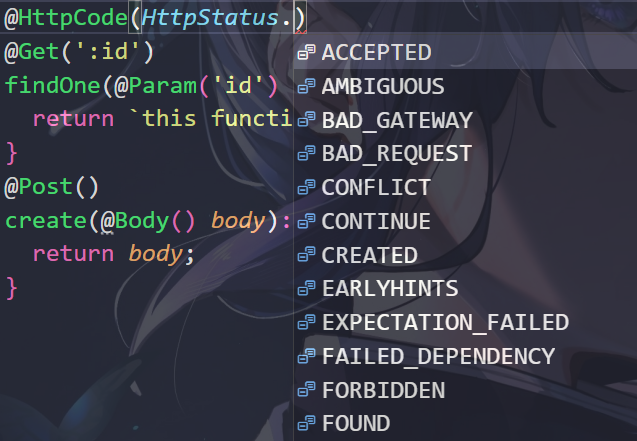 @HttpCode(HttpStatus.)
@Get(':id')
findOne(@Param('id')
return `this functi
}
@Post()
create(@Body() body):
return body;
}
ACCEPTED
AMBIGUOUS
BAD_GATEWAY
BAD_REQUEST
CONFLICT
CONTINUE
CREATED
EARLYHINTS
EXPECTATION_FAILED
FAILED_DEPENDENCY
FORBIDDEN
FOUND